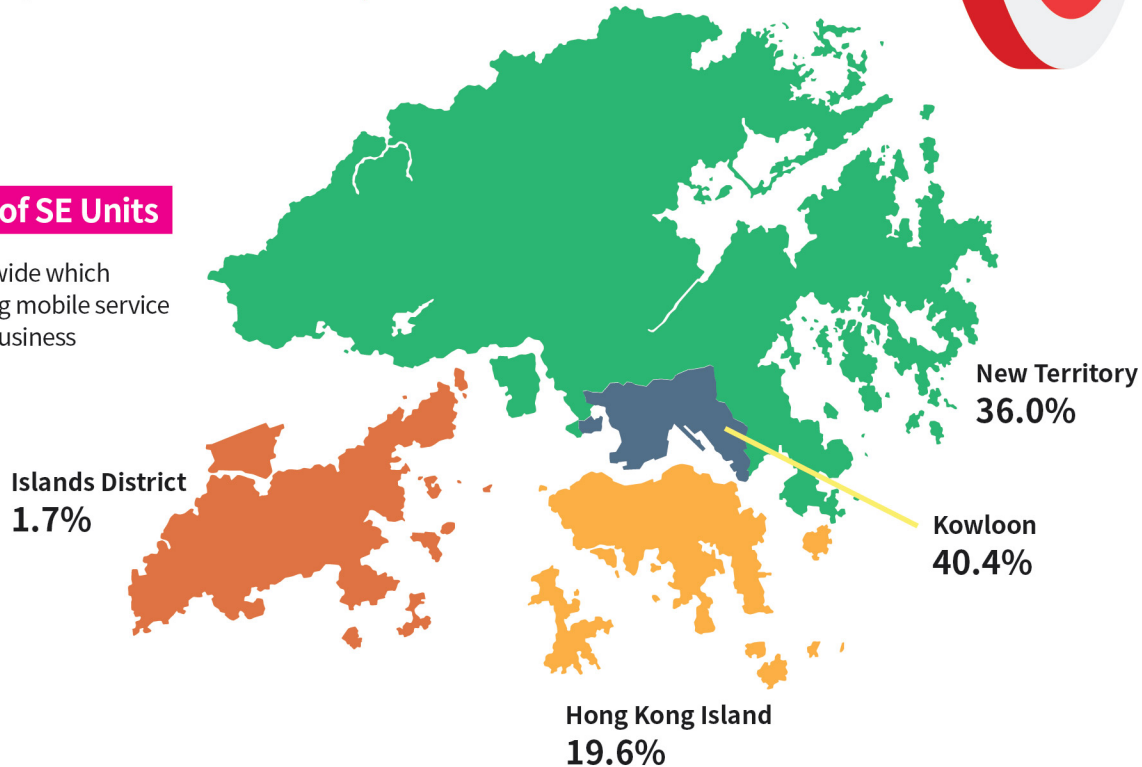 of SE Units
wide which
g mobile service
usiness
New Territory
36.0%
Islands District
1.7%
Kowloon
40.4%
Hong Kong Island
19.6%